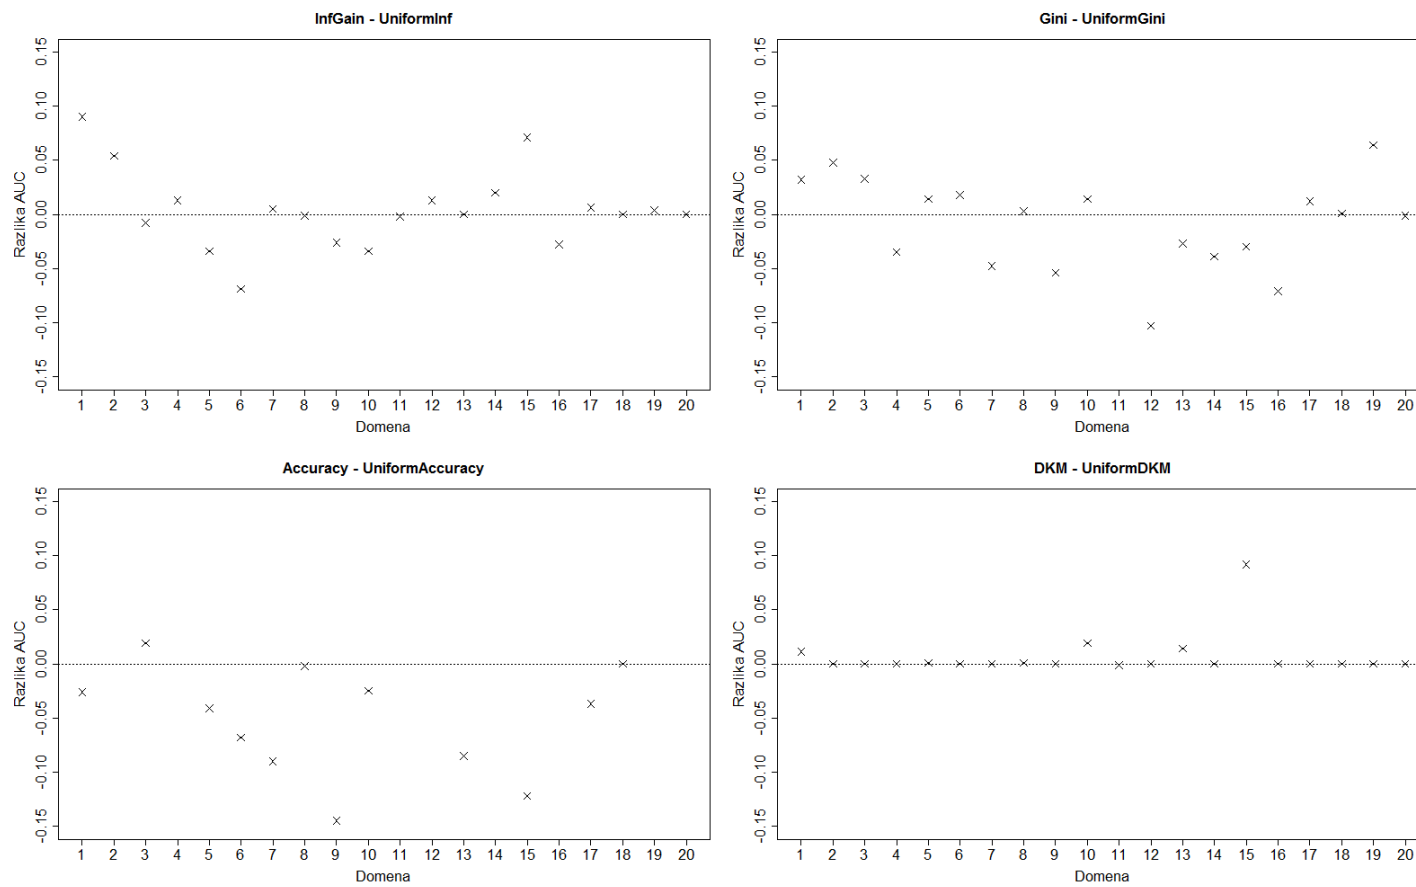 InfGain - UniformInf
Razlika AUC
0.15
0.10
0.05
0.00
-0.05
-0.10
-0.15
1 2 3 4 5 6 7 8 9 10 11 12 13 14 15 16 17 18 19 20
Domena
Gini - UniformGini
Razlika AUC
0.15
0.10
0.05
0.00
-0.05
-0.10
-0.15
1 2 3 4 5 6 7 8 9 10 11 12 13 14 15 16 17 18 19 20
Domena
Accuracy - UniformAccuracy
Razlika AUC
0.15
0.10
0.05
0.00
-0.05
-0.10
-0.15
1 2 3 4 5 6 7 8 9 10 11 12 13 14 15 16 17 18 19 20
Domena
DKM - UniformDKM
Razlika AUC
0.15
0.10
0.05
0.00
-0.05
-0.10
-0.15
1 2 3 4 5 6 7 8 9 10 11 12 13 14 15 16 17 18 19 20
Domena